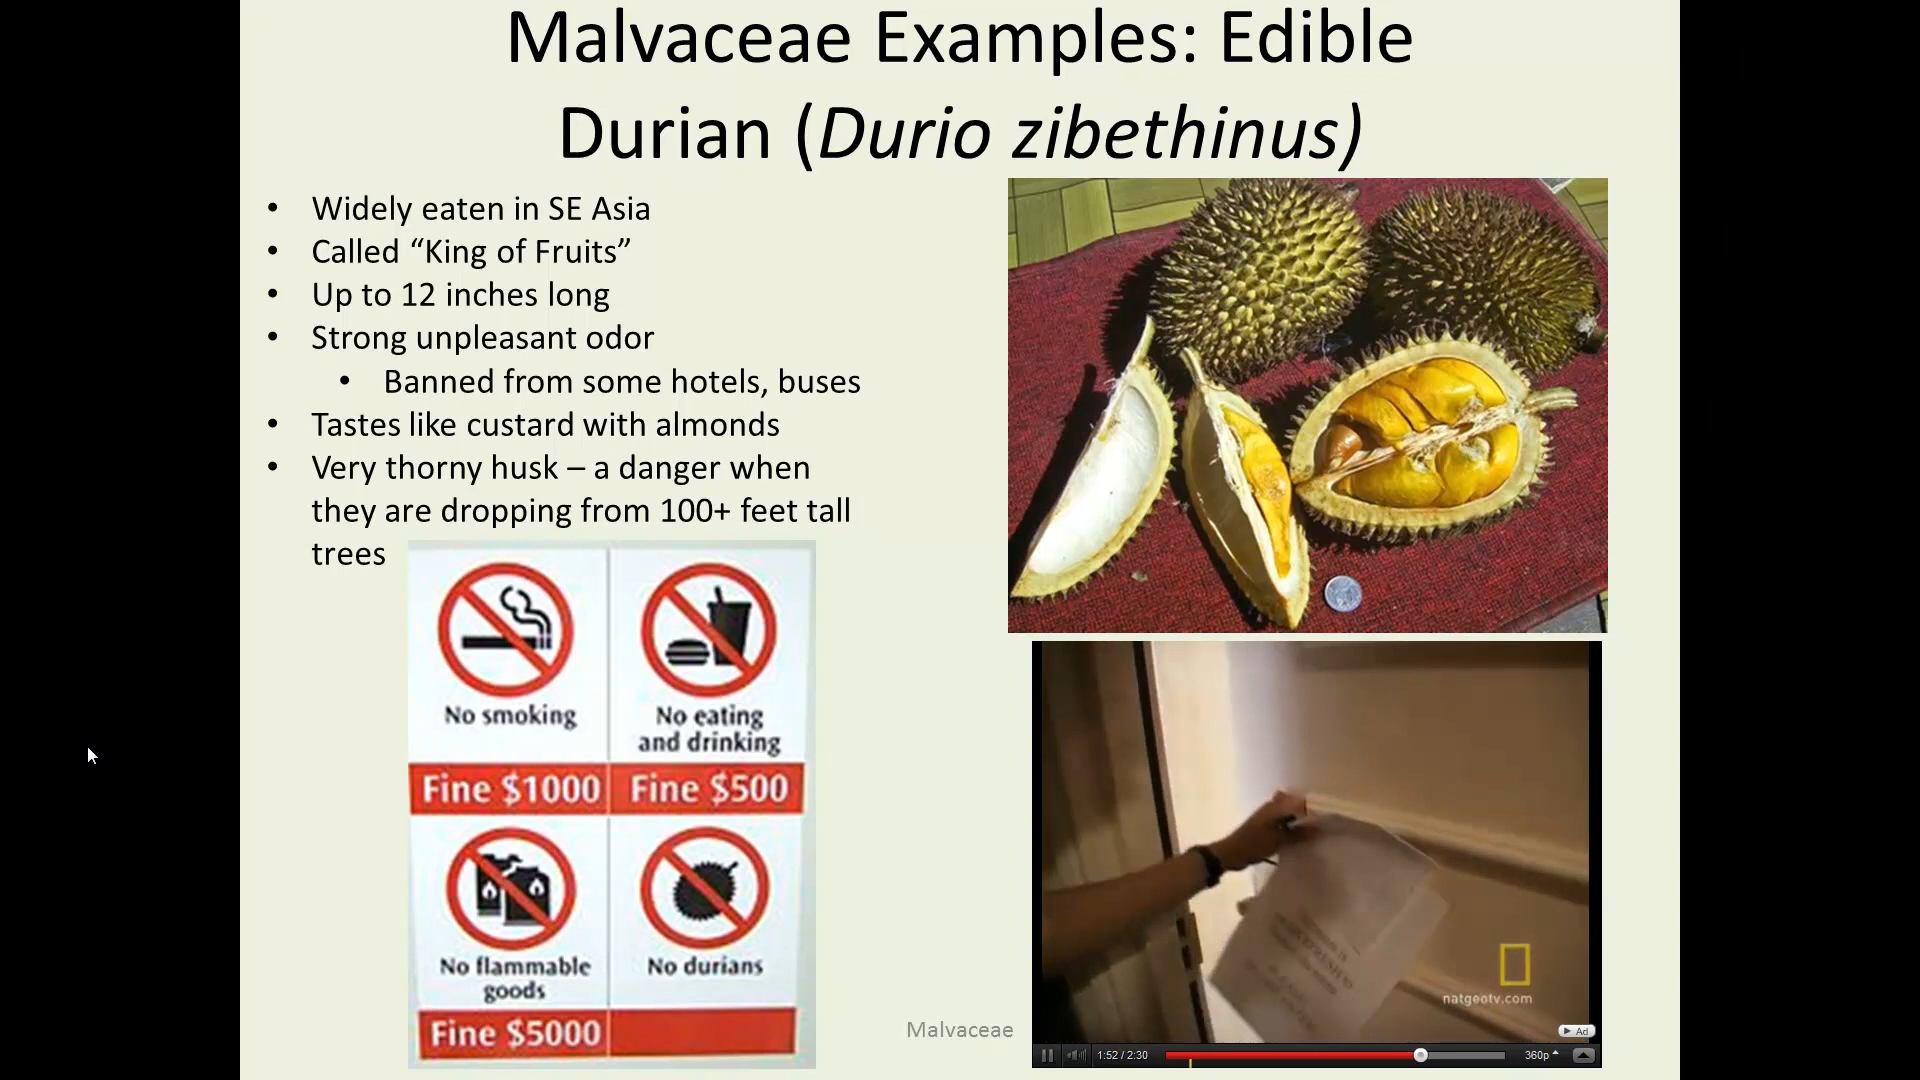 Malvaceae Examples: Edible
Durian (Durio zibethinus)
• Widely eaten in SE Asia
• Called “King of Fruits”
• Up to 12 inches long
• Strong unpleasant odor
• Banned from some hotels, buses
• Tastes like custard with almonds
• Very thorny husk – a danger when
they are dropping from 100+ feet tall
trees
No smoking
Fine $1000
No eating
and drinking
Fine $500
No flammable
goods
Fine $5000
No durians
Malvaceae
natgeotv.com
Ad
1:52 / 2:30
360p